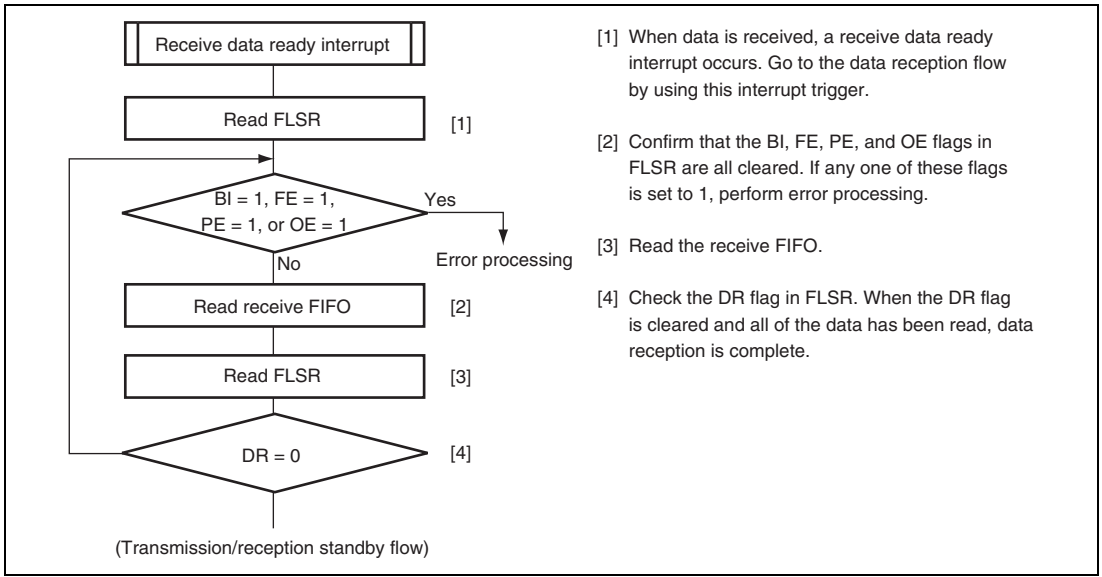 Receive data ready interrupt
Read FLSR
[1]
BI = 1, FE = 1,
PE = 1, or OE = 1
Yes
Error processing
No
Read receive FIFO
[2]
Read FLSR
[3]
DR = 0
[4]
(Transmission/reception standby flow)
[1] When data is received, a receive data ready
interrupt occurs. Go to the data reception flow
by using this interrupt trigger.
[2] Confirm that the BI, FE, PE, and OE flags in
FLSR are all cleared. If any one of these flags
is set to 1, perform error processing.
[3] Read the receive FIFO.
[4] Check the DR flag in FLSR. When the DR flag
is cleared and all of the data has been read, data
reception is complete.